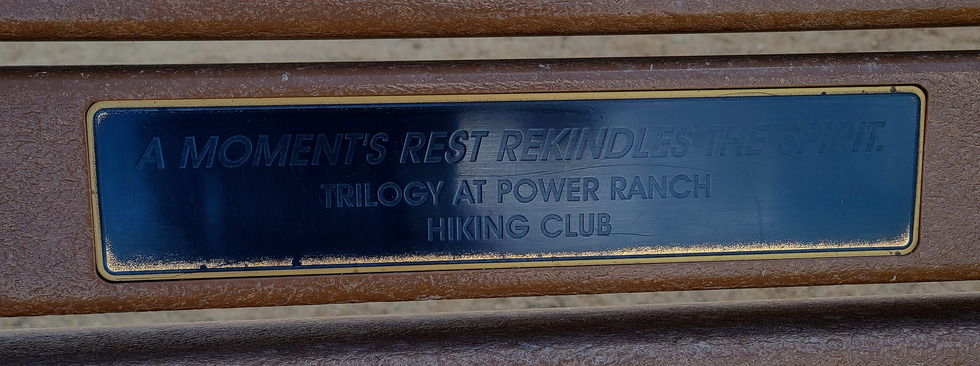 A MOMENT'S REST REKINDLES THE SPIRIT.
TRILOGY AT POWER RANCH
HIKING CLUB